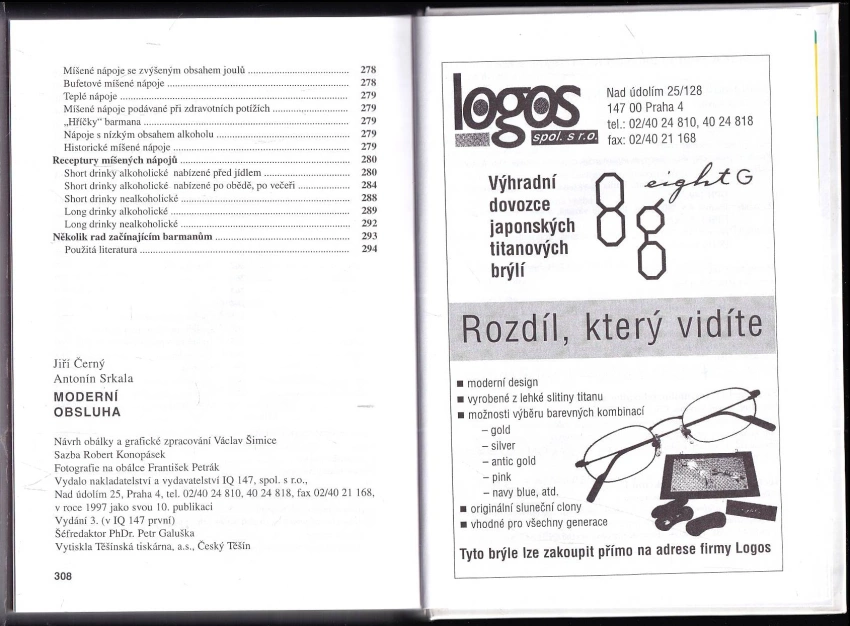 Míšené nápoje se zvýšeným obsahem joulů ........ 278
Bufetové míšené nápoje ........ 278
Teplé nápoje ........ 279
Míšené nápoje podávané při zdravotních potížích ........ 279
„Hříčky“ barmana ........ 279
Nápoje s nízkým obsahem alkoholu ........ 279
Historické míšené nápoje ........ 279
Receptury míšených nápojů ........ 280
Short drinky alkoholické nabízené před jídlem ........ 280
Short drinky alkoholické nabízené po obědě, po večeři ........ 284
Short drinky nealkoholické ........ 288
Long drinky alkoholické ........ 289
Long drinky nealkoholické ........ 292
Několik rad začínajícím barmanům ........ 293
Použitá literatura ........ 294
Jiří Černý
Antonín Srkala
MODERNÍ
OBSLUHA
Návrh obálky a grafické zpracování Václav Šimice
Sazba Robert Konopásek
Fotografie na obálce František Petrák
Vydalo nakladatelství a vydavatelství IQ 147, spol. s r.o.,
Nad údolím 25, Praha 4, tel. 02/40 24 810, 40 24 818, fax 02/40 21 168,
v roce 1997 jako svou 10. publikaci
Vydání 3. (v IQ 147 první)
Šéfredaktor PhDr. Petr Galuška
Vytiskla Těšínská tiskárna, a.s., Český Těšín
308
logos
spol. s r.o.
Nad údolím 25/128
147 00 Praha 4
tel.: 02/40 24 810, 40 24 818
fax: 02/40 21 168
Výhradní
dovozce
japonských
titanových
brýlí
eight G
Rozdíl, který vidíte
■ moderní design
■ vyrobené z lehké slitiny titanu
■ možnosti výběru barevných kombinací
– gold
– silver
– antic gold
– pink
– navy blue, atd.
■ originální sluneční clony
■ vhodné pro všechny generace
Tyto brýle lze zakoupit přímo na adrese firmy Logos